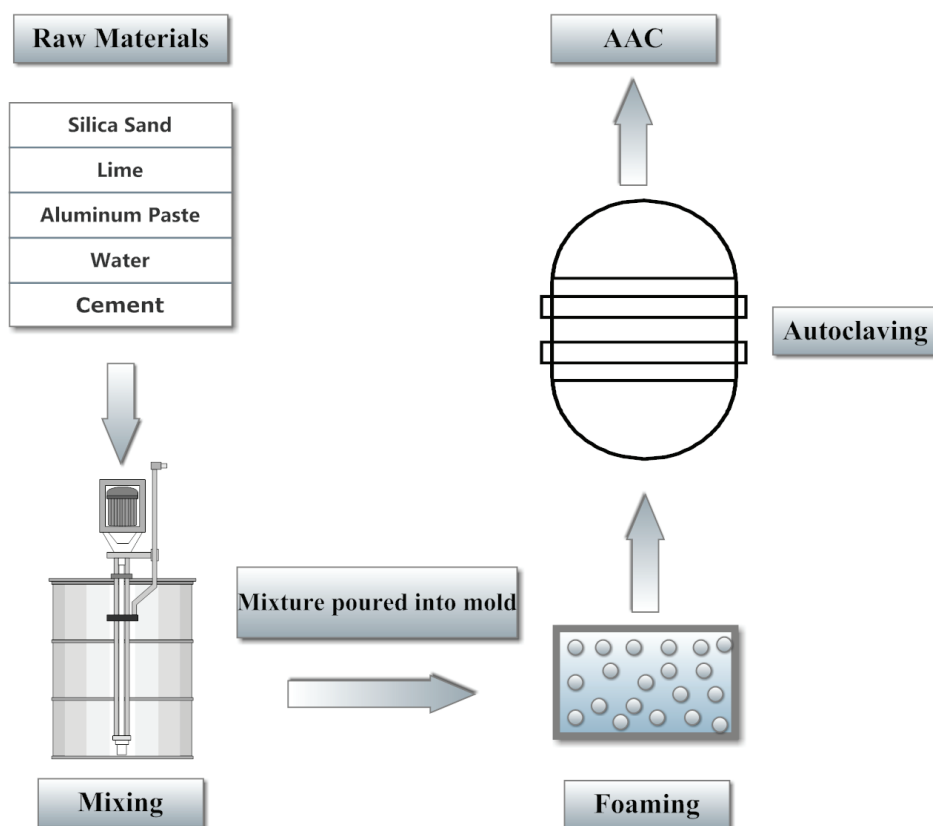 Raw Materials
Silica Sand
Lime
Aluminum Paste
Water
Cement
Mixing
Mixture poured into mold
Foaming
Autoclaving
AAC